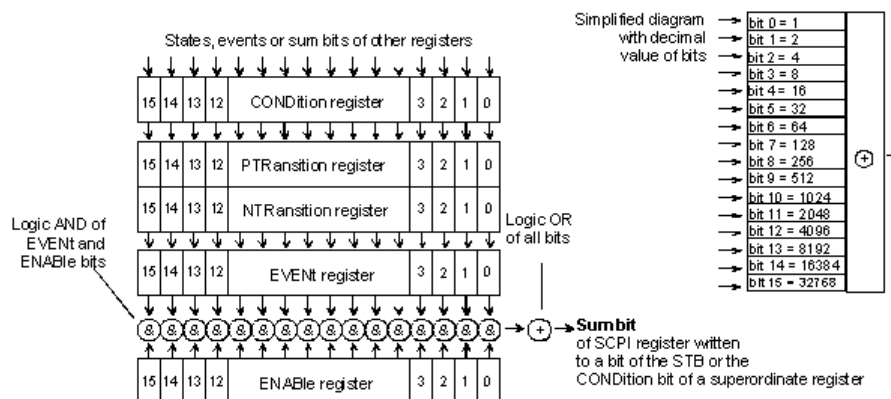 States, events or sum bits of other registers
15 14 13 12 CONDition register 3 2 1 0
15 14 13 12 PTRansition register 3 2 1 0
15 14 13 12 NTRansition register 3 2 1 0
Logic AND of
EVENt and
ENABle bits
Logic OR
of all bits
15 14 13 12 EVENt register 3 2 1 0
& & & & & & & & & & & & & & & & +
Sum bit
of SCPI register written
to a bit of the STB or the
CONDition bit of a superordinate register
15 14 13 12 ENABle register 3 2 1 0
Simplified diagram
with decimal
value of bits
bit 0 = 1
bit 1 = 2
bit 2 = 4
bit 3 = 8
bit 4 = 16
bit 5 = 32
bit 6 = 64
bit 7 = 128
bit 8 = 256
bit 9 = 512
bit 10 = 1024
bit 11 = 2048
bit 12 = 4096
bit 13 = 8192
bit 14 = 16384
bit 15 = 32768
+